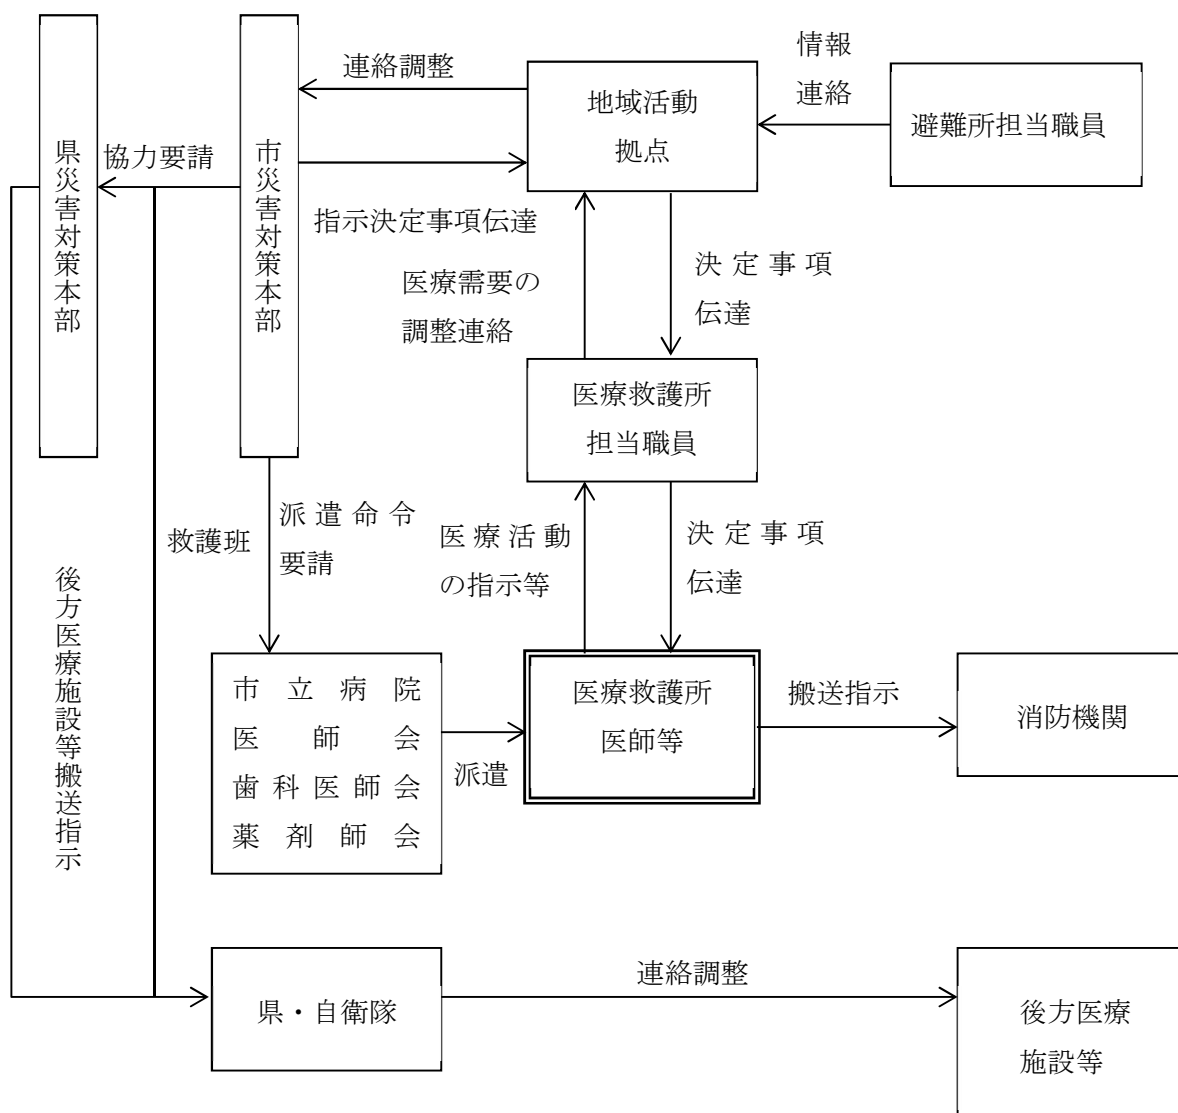 県災害対策本部
協力要請
市災害対策本部
連絡調整
指示決定事項伝達
地域活動
拠点
情報
連絡
避難所担当職員
医療需要の
調整連絡
決定事項
伝達
医療救護所
担当職員
救護班
派遣命令
要請
医療活動
の指示等
決定事項
伝達
後方医療施設等搬送指示
市立病院
医師会
歯科医師会
薬剤師会
派遣
医療救護所
医師等
搬送指示
消防機関
県・自衛隊
連絡調整
後方医療
施設等